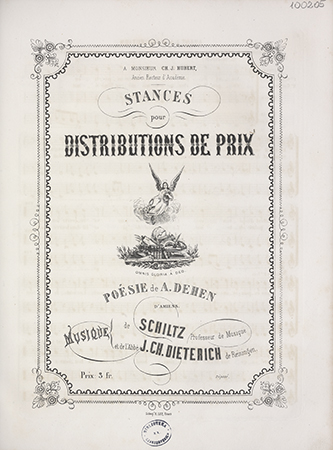 100205
A MONSIEUR CH. J. HUBERT,
Ancien Recteur d'Académie.
STANCES
pour
DISTRIBUTIONS DE PRIX
OMNIS GLORIA A DEO
POÉSIE de A. DEHEN
D'AMIENS.
MUSIQUE
de SCHILTZ Professeur de Musique
et de l'Abbé J. CH. DIETERICH de Reiningen.
Prix: 3 fr.